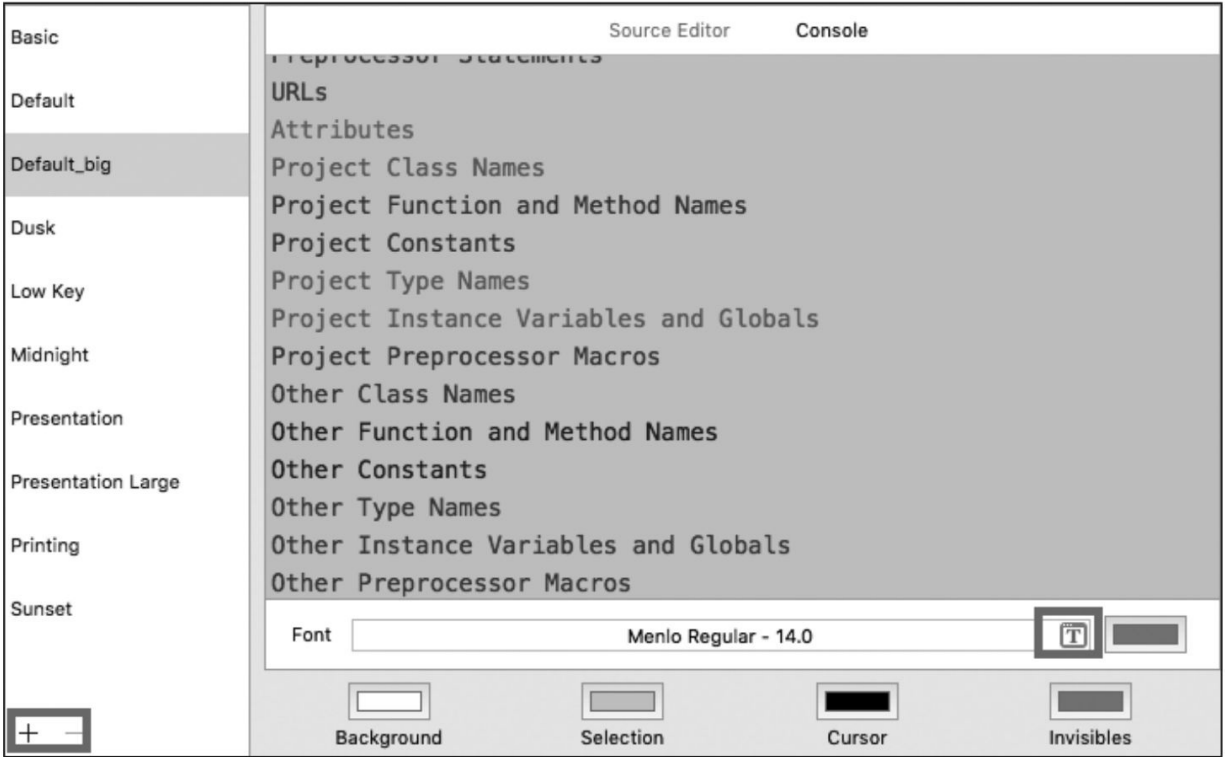 Basic
Default
Default_big
Dusk
Low Key
Midnight
Presentation
Presentation Large
Printing
Sunset
+ −
Source Editor Console
Preprocessor Statements
URLs
Attributes
Project Class Names
Project Function and Method Names
Project Constants
Project Type Names
Project Instance Variables and Globals
Project Preprocessor Macros
Other Class Names
Other Function and Method Names
Other Constants
Other Type Names
Other Instance Variables and Globals
Other Preprocessor Macros
Font Menlo Regular - 14.0 T
Background Selection Cursor Invisibles